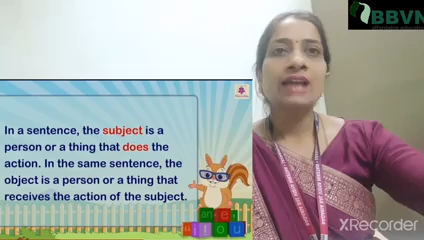 BBVN
In a sentence, the subject is a
person or a thing that does the
action. In the same sentence, the
object is a person or a thing that
receives the action of the subject.
XRecorder